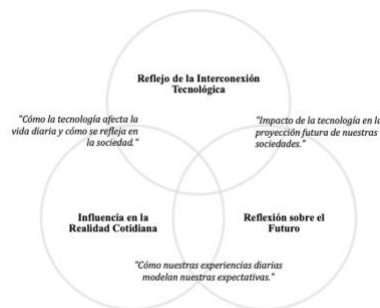 Reflejo de la Interconexión
Tecnológica
"Cómo la tecnología afecta la
vida diaria y cómo se refleja en
la sociedad."
"Impacto de la tecnología en la
proyección futura de nuestras
sociedades."
Influencia en la
Realidad Cotidiana
Reflexión sobre el
Futuro
"Cómo nuestras experiencias diarias
modelan nuestras expectativas."